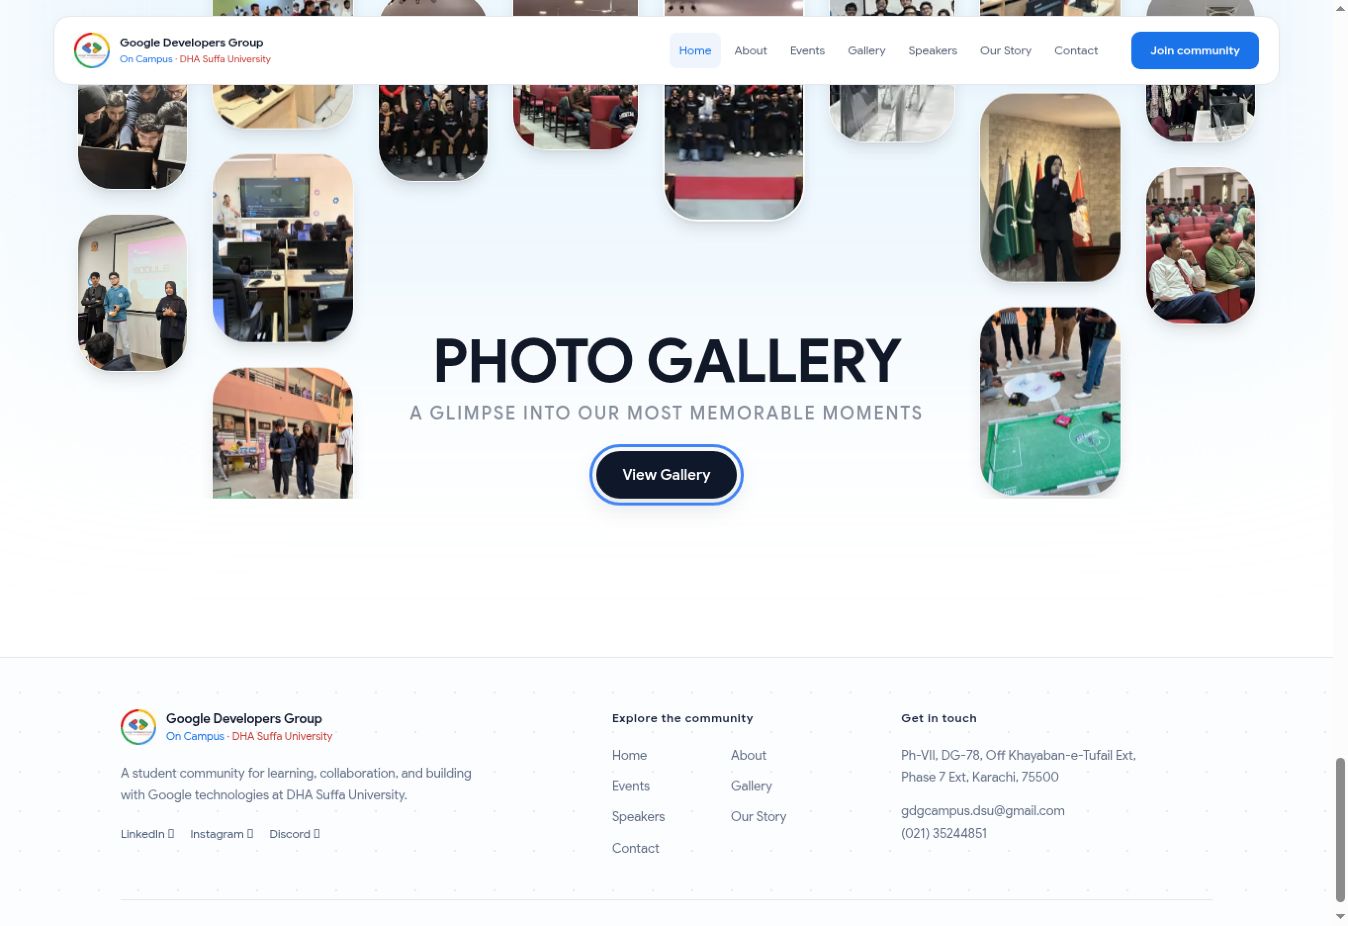 Google Developers Group
On Campus · DHA Suffa University
Home
About
Events
Gallery
Speakers
Our Story
Contact
Join community
PHOTO GALLERY
A GLIMPSE INTO OUR MOST MEMORABLE MOMENTS
View Gallery
Google Developers Group
On Campus · DHA Suffa University
A student community for learning, collaboration, and building
with Google technologies at DHA Suffa University.
LinkedIn
Instagram
Discord
Explore the community
Home
About
Events
Gallery
Speakers
Our Story
Contact
Get in touch
Ph-VII, DG-78, Off Khayaban-e-Tufail Ext,
Phase 7 Ext, Karachi, 75500
gdgcampus.dsu@gmail.com
(021) 35244851